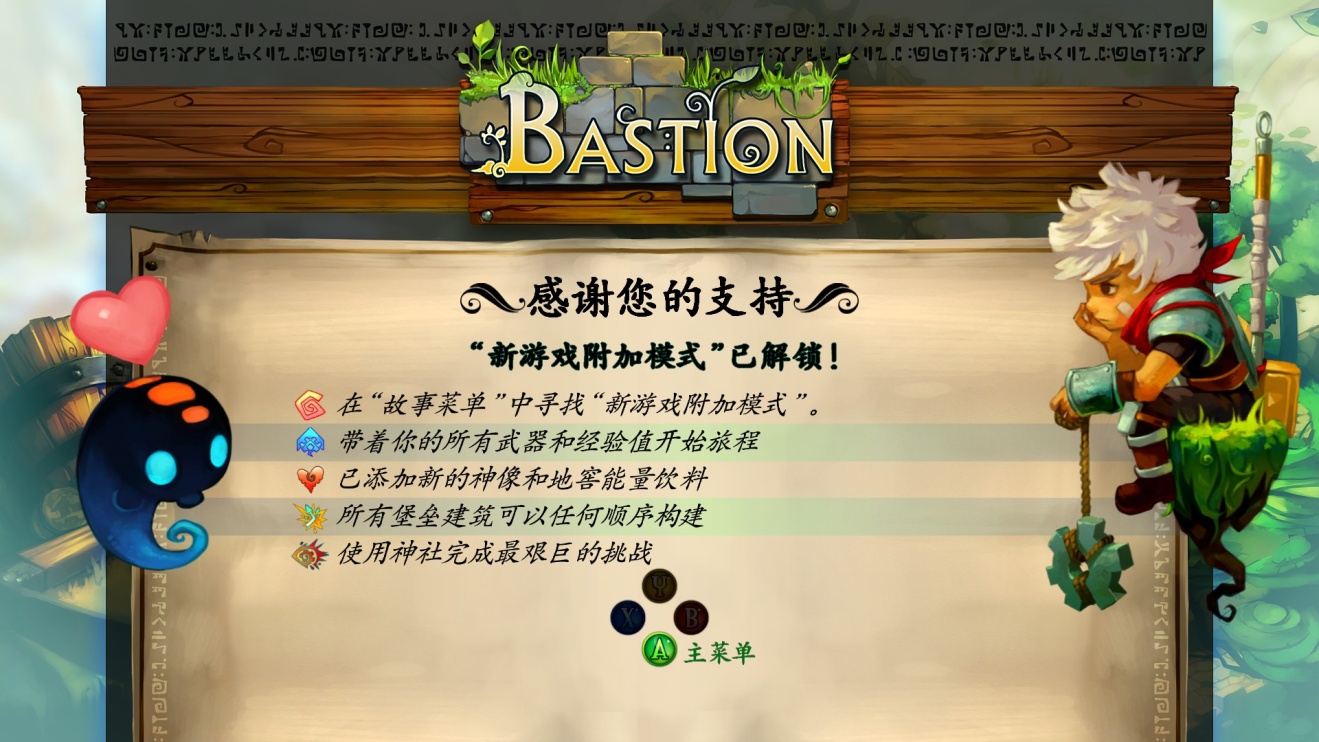 BASTION
感谢您的支持
“新游戏附加模式”已解锁！
在“故事菜单”中寻找“新游戏附加模式”。
带着你的所有武器和经验值开始旅程
已添加新的神像和地窖能量饮料
所有堡垒建筑可以任何顺序构建
使用神社完成最艰巨的挑战
Y
X B
A 主菜单